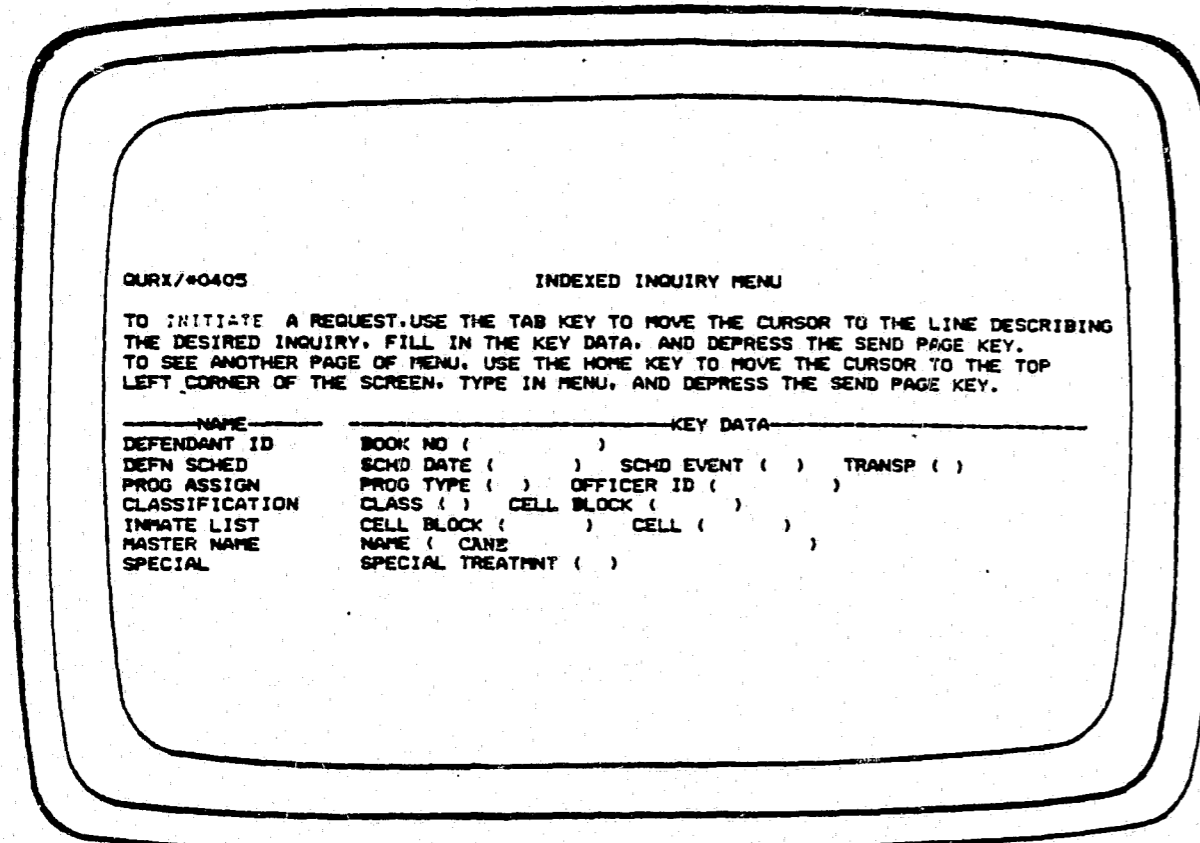 QURX/*0405 INDEXED INQUIRY MENU
TO INITIATE A REQUEST.USE THE TAB KEY TO MOVE THE CURSOR TO THE LINE DESCRIBING
THE DESIRED INQUIRY. FILL IN THE KEY DATA. AND DEPRESS THE SEND PAGE KEY.
TO SEE ANOTHER PAGE OF MENU. USE THE HOME KEY TO MOVE THE CURSOR TO THE TOP
LEFT CORNER OF THE SCREEN. TYPE IN MENU. AND DEPRESS THE SEND PAGE KEY.
--------NAME-------- --------------------------------KEY DATA--------------------------------
DEFENDANT ID BOOK NO ( )
DEFN SCHED SCHD DATE ( ) SCHD EVENT ( ) TRANSP ( )
PROG ASSIGN PROG TYPE ( ) OFFICER ID ( )
CLASSIFICATION CLASS ( ) CELL BLOCK ( )
INMATE LIST CELL BLOCK ( ) CELL ( )
MASTER NAME NAME ( CANE )
SPECIAL SPECIAL TREATMNT ( )